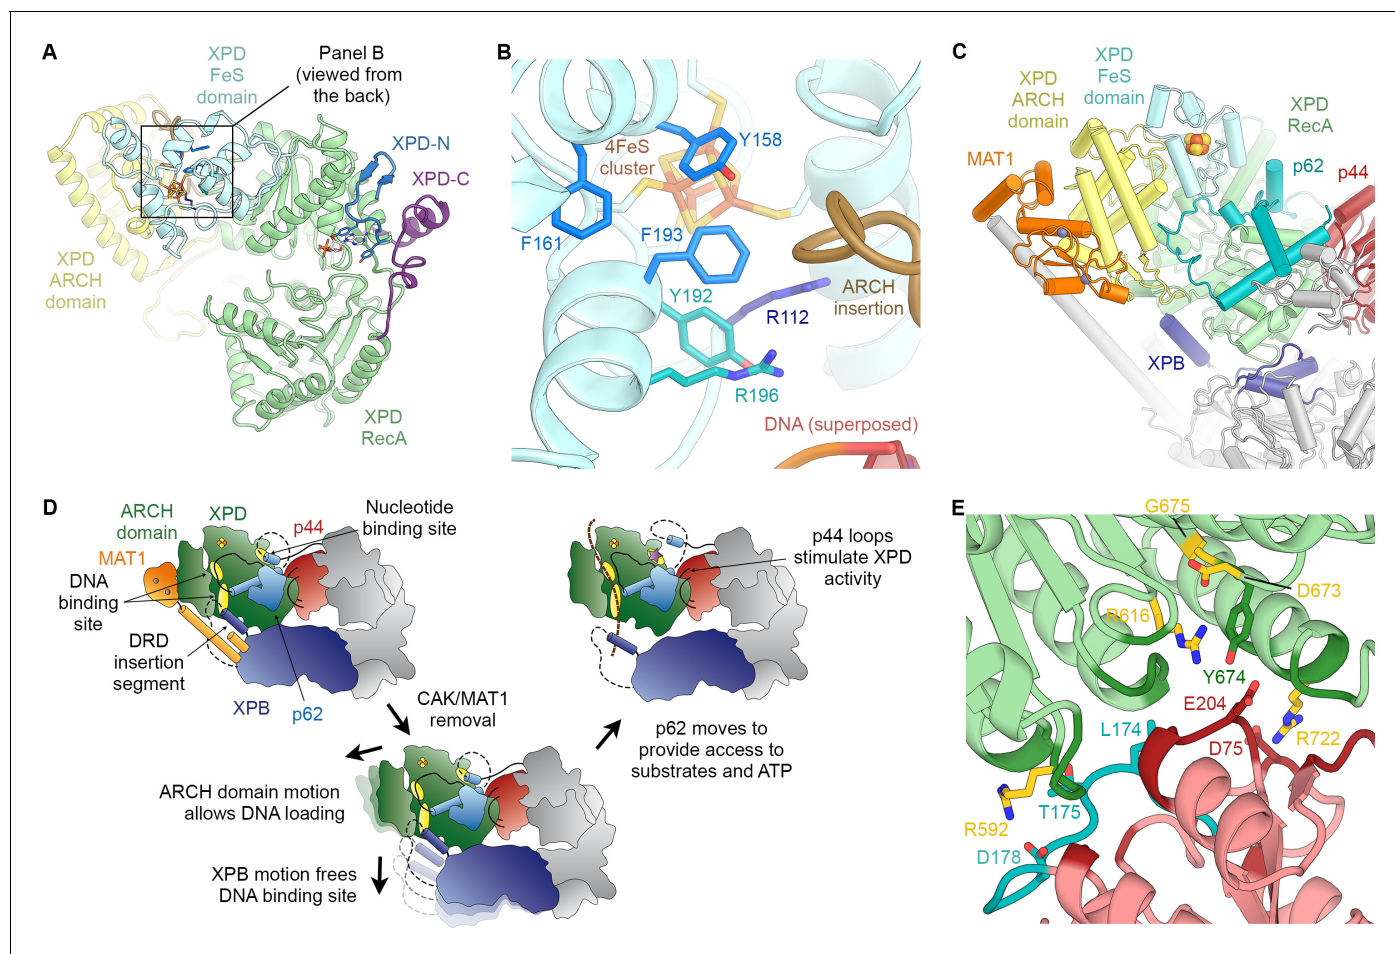 A
XPD
FeS
domain
Panel B
(viewed from
the back)
XPD-N
XPD-C
XPD
ARCH
domain
XPD
RecA
B
4FeS
cluster
Y158
F161
F193
Y192
R112
ARCH
insertion
R196
DNA (superposed)
C
XPD
ARCH
domain
XPD
FeS
domain
XPD
RecA
MAT1
p62
p44
XPB
D
ARCH
domain
XPD
p44
Nucleotide
binding site
MAT1
DNA
binding
site
DRD
insertion
segment
XPB
p62
CAK/MAT1
removal
ARCH domain motion
allows DNA loading
XPB motion frees
DNA binding site
p62 moves to
provide access to
substrates and ATP
p44 loops
stimulate XPD
activity
E
G675
D673
R616
Y674
E204
L174
D75
R722
T175
R592
D178